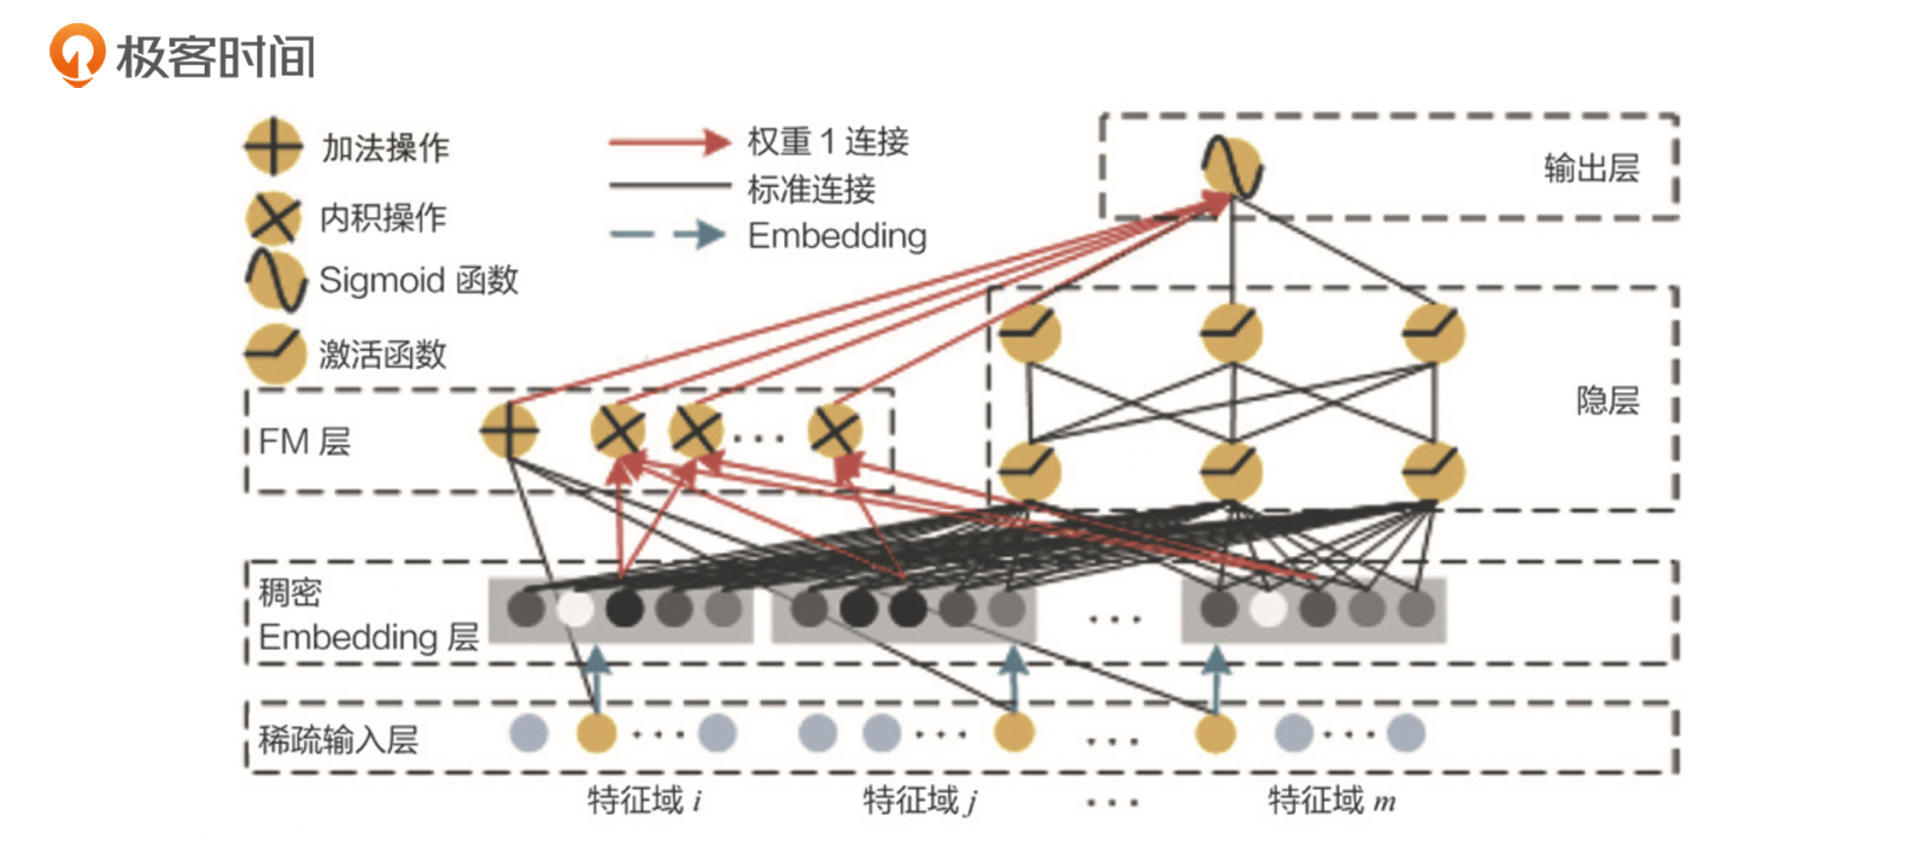 极客时间
加法操作
内积操作
Sigmoid 函数
激活函数
权重 1 连接
标准连接
Embedding
输出层
隐层
FM 层
稠密
Embedding 层
稀疏输入层
特征域 i
特征域 j
特征域 m